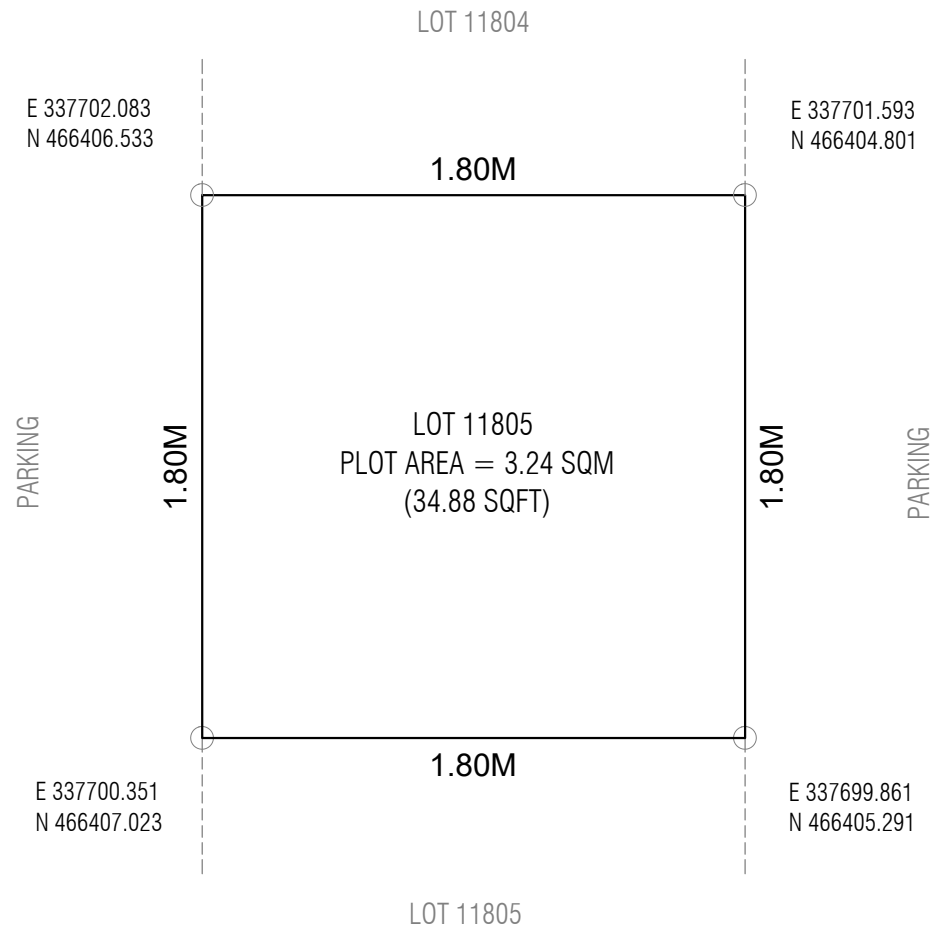 LOT 11804
E 337702.083
N 466406.533
E 337701.593
N 466404.801
1.80M
PARKING
1.80M
LOT 11805
PLOT AREA = 3.24 SQM
(34.88 SQFT)
1.80M
PARKING
1.80M
E 337700.351
N 466407.023
E 337699.861
N 466405.291
LOT 11805